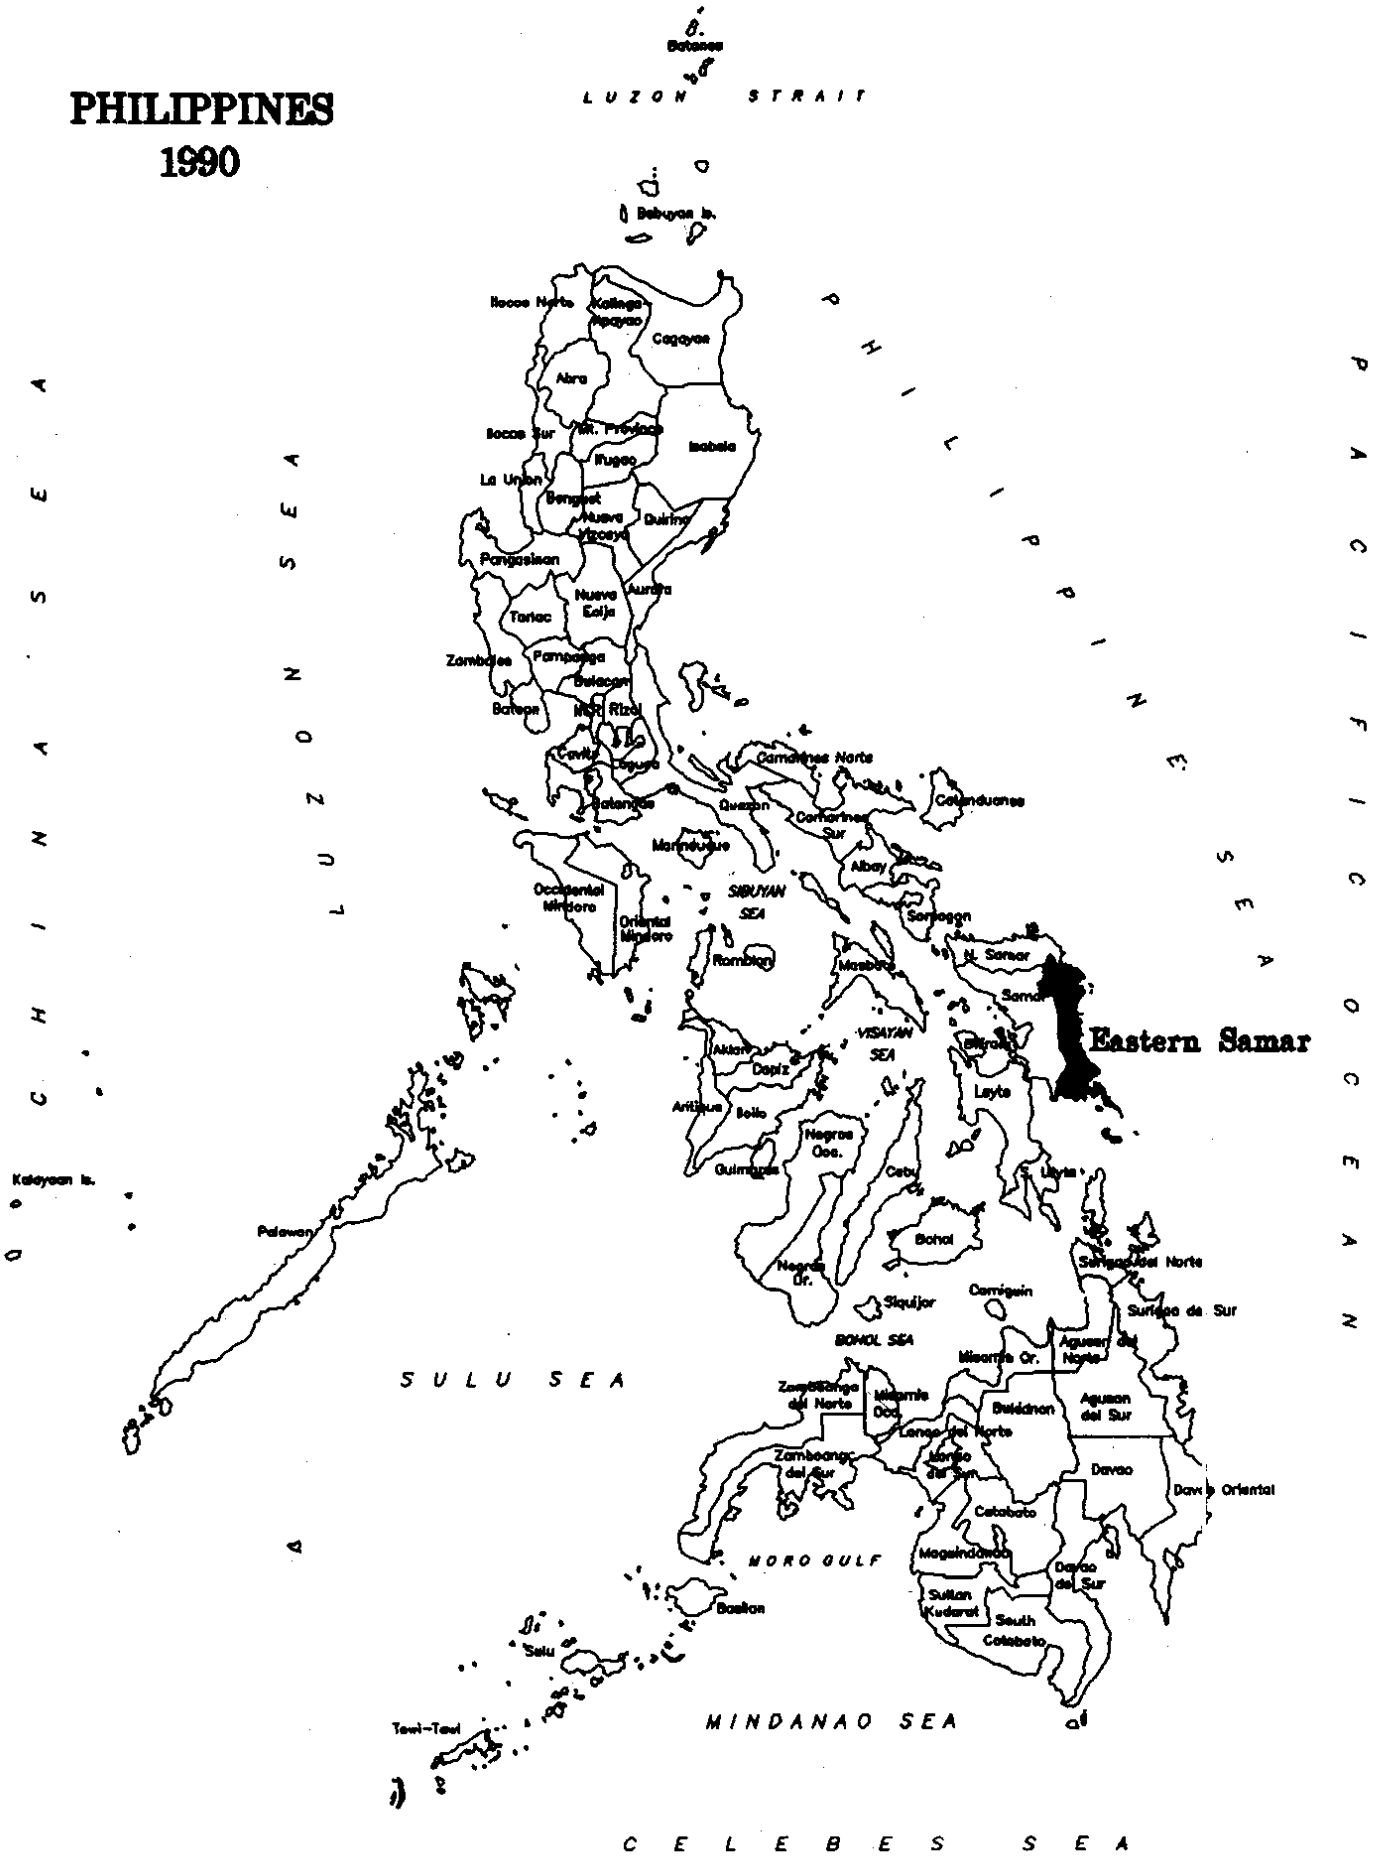 Batanes
PHILIPPINES
1990
LUZON STRAIT
Babuyan Is.
Ilocos Norte
Kalinga-
Apayao
Cagayan
Abra
Ilocos Sur
Mt. Province
Isabela
Ifugao
La Union
Benguet
Nueva
Vizcaya
Quirino
Pangasinan
Nueva
Ecija
Aurora
Tarlac
Zambales
Pampanga
Bulacan
Bataan
NCR
Rizal
Cavite
Laguna
Camarines Norte
Batangas
Quezon
Catanduanes
Camarines
Sur
Marinduque
Albay
Occidental
Mindoro
SIBUYAN
SEA
Oriental
Mindoro
Sorsogon
Romblon
Masbate
N. Samar
Samar
VISAYAN
SEA
Eastern Samar
Biliran
Aklan
Capiz
Leyte
Antique
Iloilo
Negros
Occ.
Guimaras
Cebu
S. Leyte
Kalayaan Is.
Palawan
Bohol
Negros
Or.
Surigao del Norte
Camiguin
Siquijor
Surigao de Sur
BOHOL SEA
Misamis Or.
Agusan del
Norte
SULU SEA
Zamboanga
del Norte
Misamis
Occ.
Bukidnon
Agusan
del Sur
Lanao del Norte
Zamboanga
del Sur
Lanao
del Sur
Davao
Davao Oriental
Cotabato
MORO GULF
Maguindanao
Davao
del Sur
Basilan
Sultan
Kudarat
South
Cotabato
Sulu
Tawi-Tawi
MINDANAO SEA
CELEBES SEA
CHINA SEA
LUZON SEA
PHILIPPINE SEA
PACIFIC OCEAN